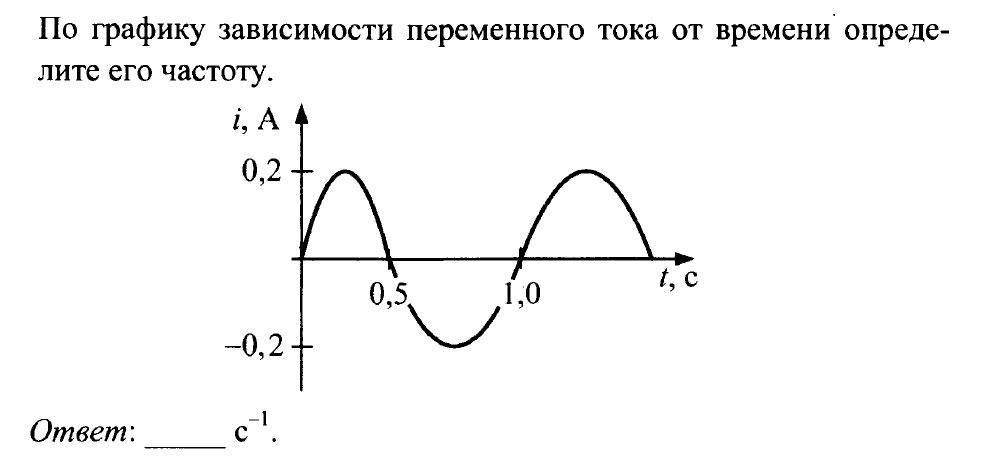 По графику зависимости переменного тока от времени опреде-
лите его частоту.
i, А
0,2
0,5
1,0
t, с
–0,2
Ответ: ______ с⁻¹.